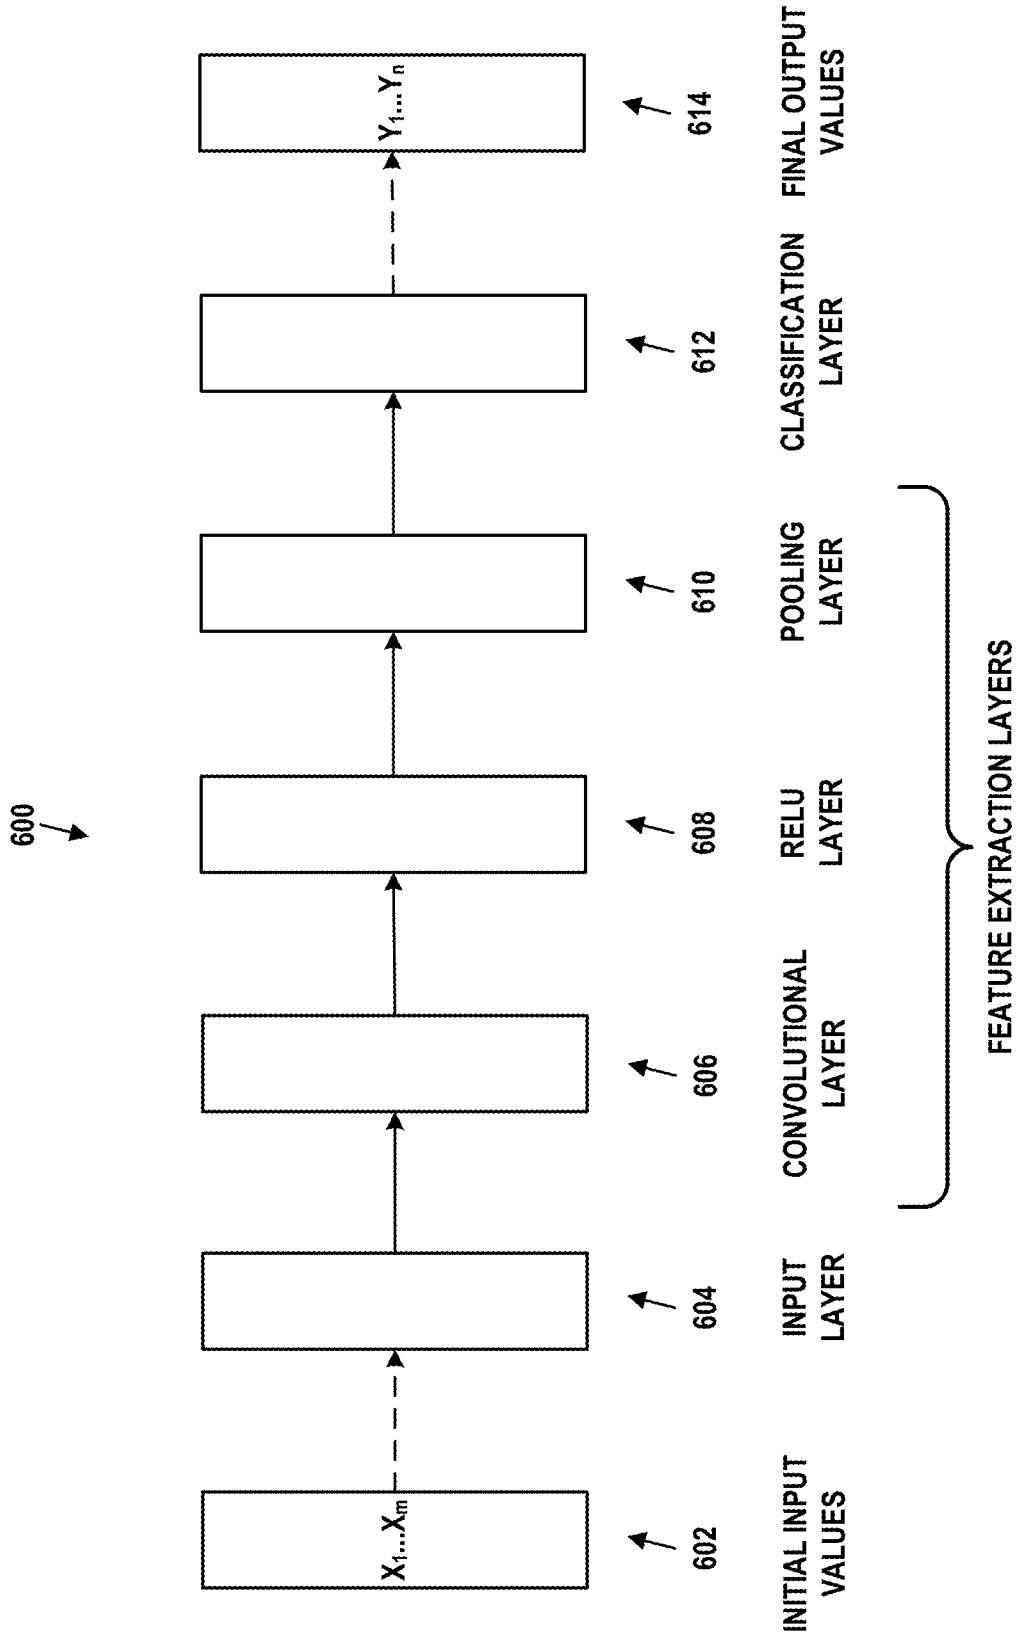 600
X1...Xm
Y1...Yn
602
604
606
608
610
612
614
INITIAL INPUT
VALUES
INPUT
LAYER
CONVOLUTIONAL
LAYER
RELU
LAYER
POOLING
LAYER
CLASSIFICATION
LAYER
FINAL OUTPUT
VALUES
FEATURE EXTRACTION LAYERS